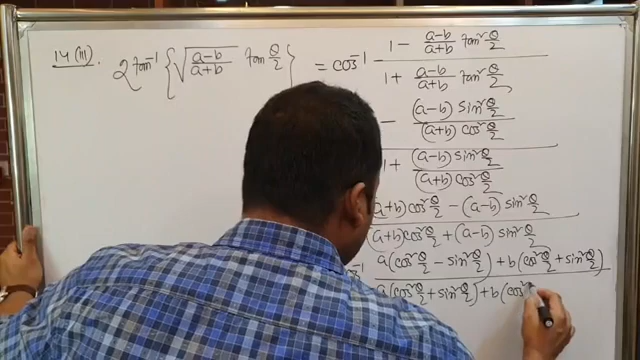 14(III). 2 tan⁻¹ { √(a-b)/(a+b) tan θ/2 } = cos⁻¹ (1 - (a-b)/(a+b) tan² θ/2) / (1 + (a-b)/(a+b) tan² θ/2)
- (a-b) sin² θ/2 / (a+b) cos² θ/2
1 + (a-b) sin² θ/2 / (a+b) cos² θ/2
(a+b) cos² θ/2 - (a-b) sin² θ/2
(a+b) cos² θ/2 + (a-b) sin² θ/2
a(cos² θ/2 - sin² θ/2) + b(cos² θ/2 + sin² θ/2)
a(cos² θ/2 + sin² θ/2) + b(cos²